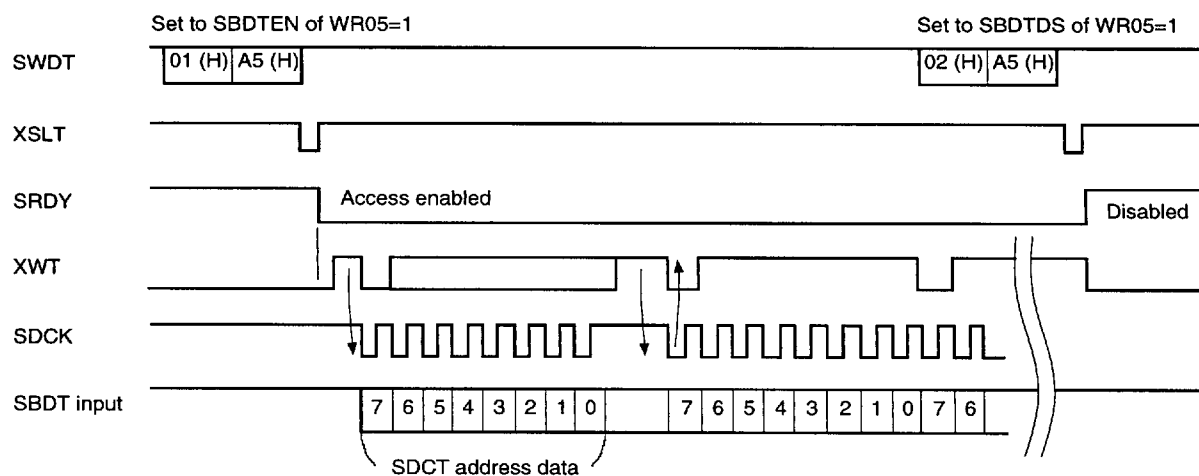 Set to SBDTEN of WR05=1
Set to SBDTDS of WR05=1
SWDT
01 (H) A5 (H)
02 (H) A5 (H)
XSLT
SRDY
Access enabled
Disabled
XWT
SDCK
SBDT input
7 6 5 4 3 2 1 0
7 6 5 4 3 2 1 0 7 6
SDCT address data